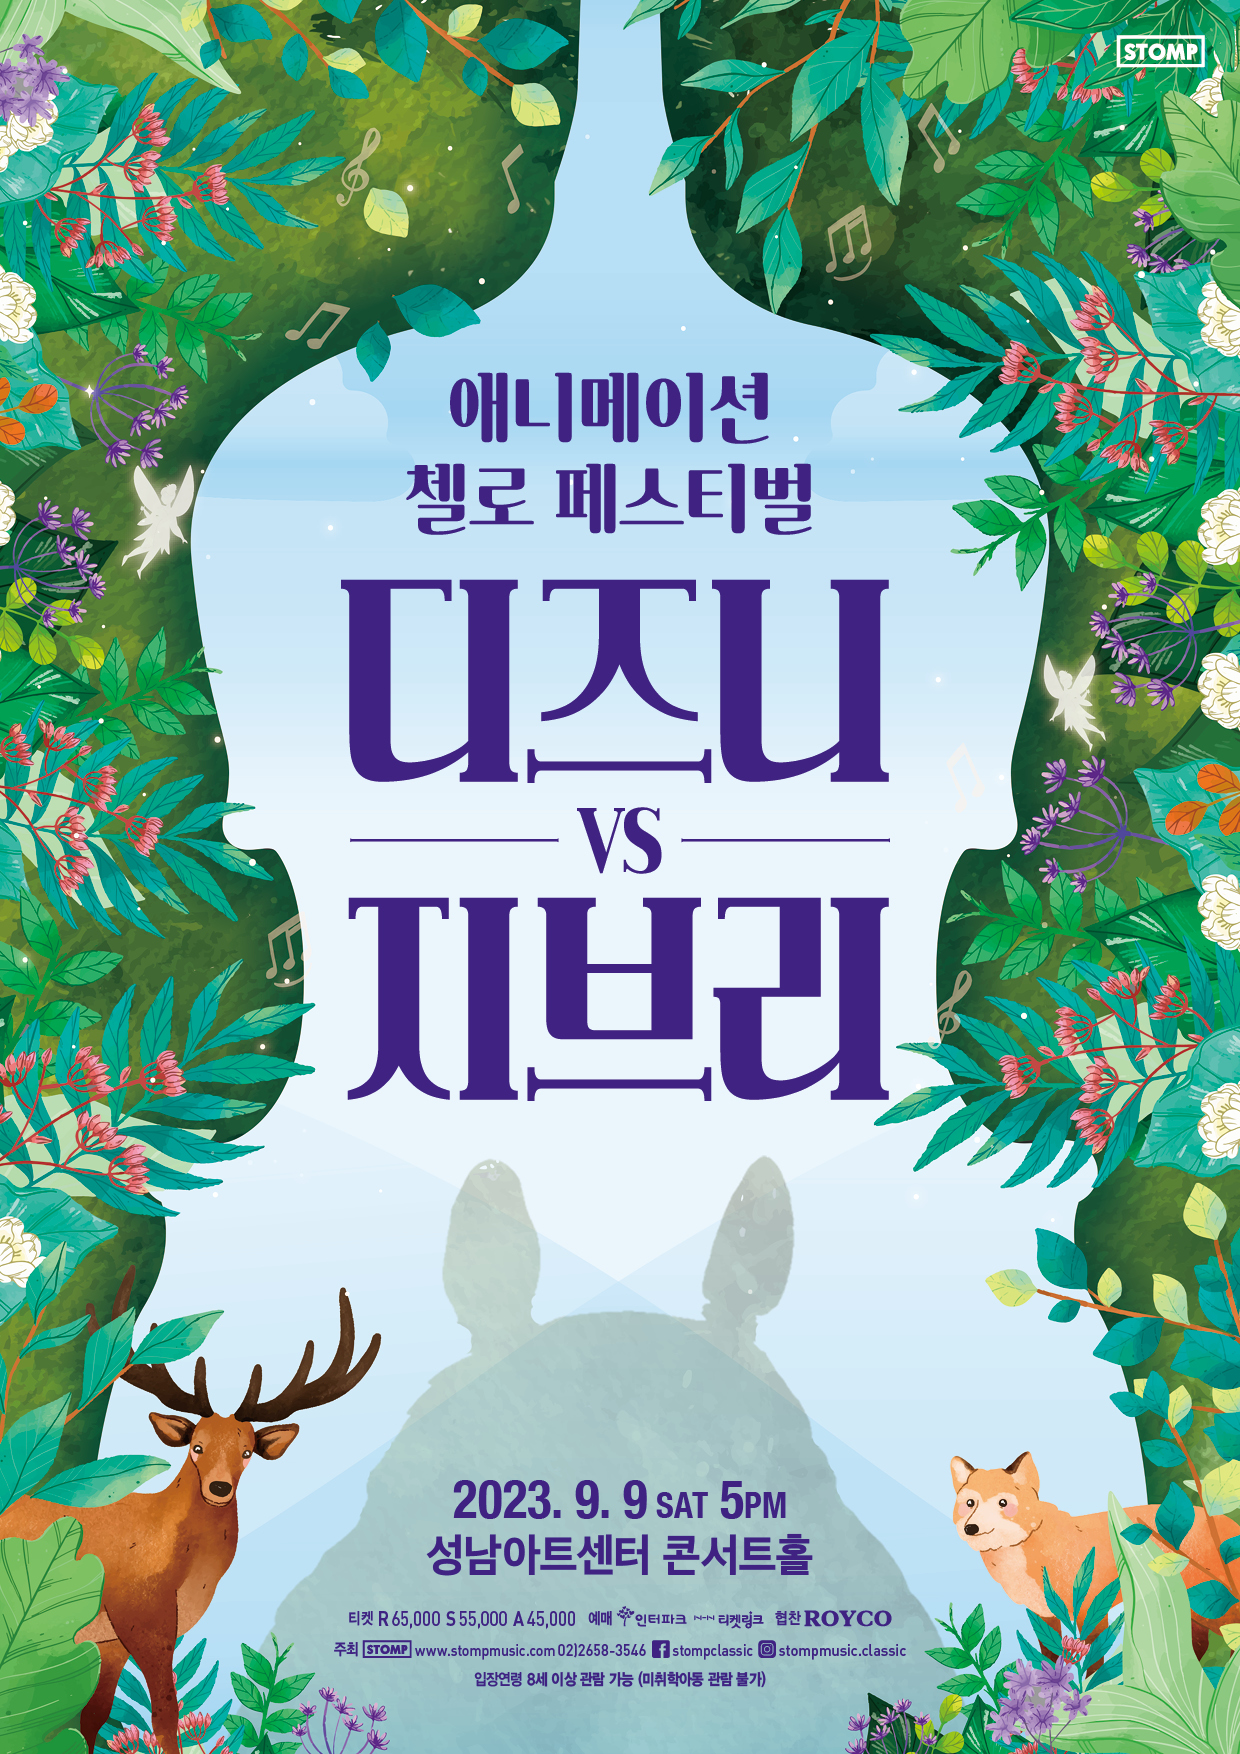 STOMP
애니메이션
첼로 페스티벌
디즈니
VS
지브리
2023. 9. 9 SAT 5PM
성남아트센터 콘서트홀
티켓 R 65,000 S 55,000 A 45,000 예매 인터파크 티켓링크 협찬 ROYCO
주최 STOMP www.stompmusic.com 02)2658-3546 stompclassic stompmusic.classic
입장연령 8세 이상 관람 가능 (미취학아동 관람 불가)